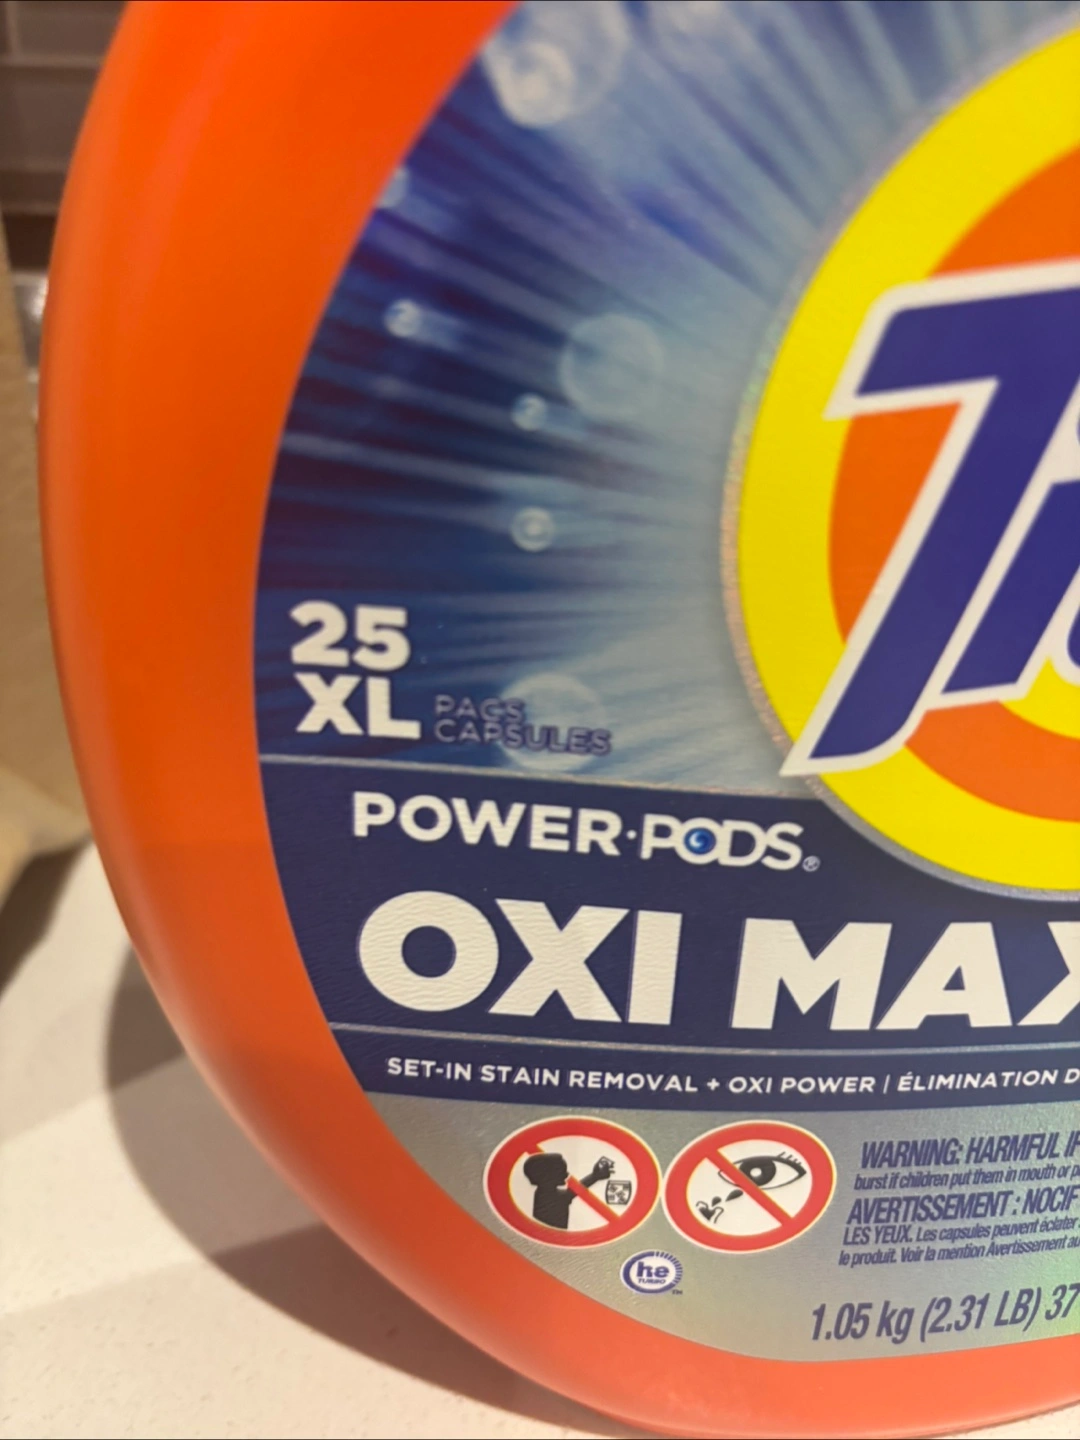 25
XL PACS
CAPSULES
POWER·PODS®
OXI MAX
SET-IN STAIN REMOVAL + OXI POWER | ÉLIMINATION D
WARNING: HARMFUL IF
burst if children put them in mouth or
AVERTISSEMENT : NOCIF
LES YEUX. Les capsules peuvent éclater
le produit. Voir la mention Avertissement au
he
TURBO
™
1.05 kg (2.31 LB) 37